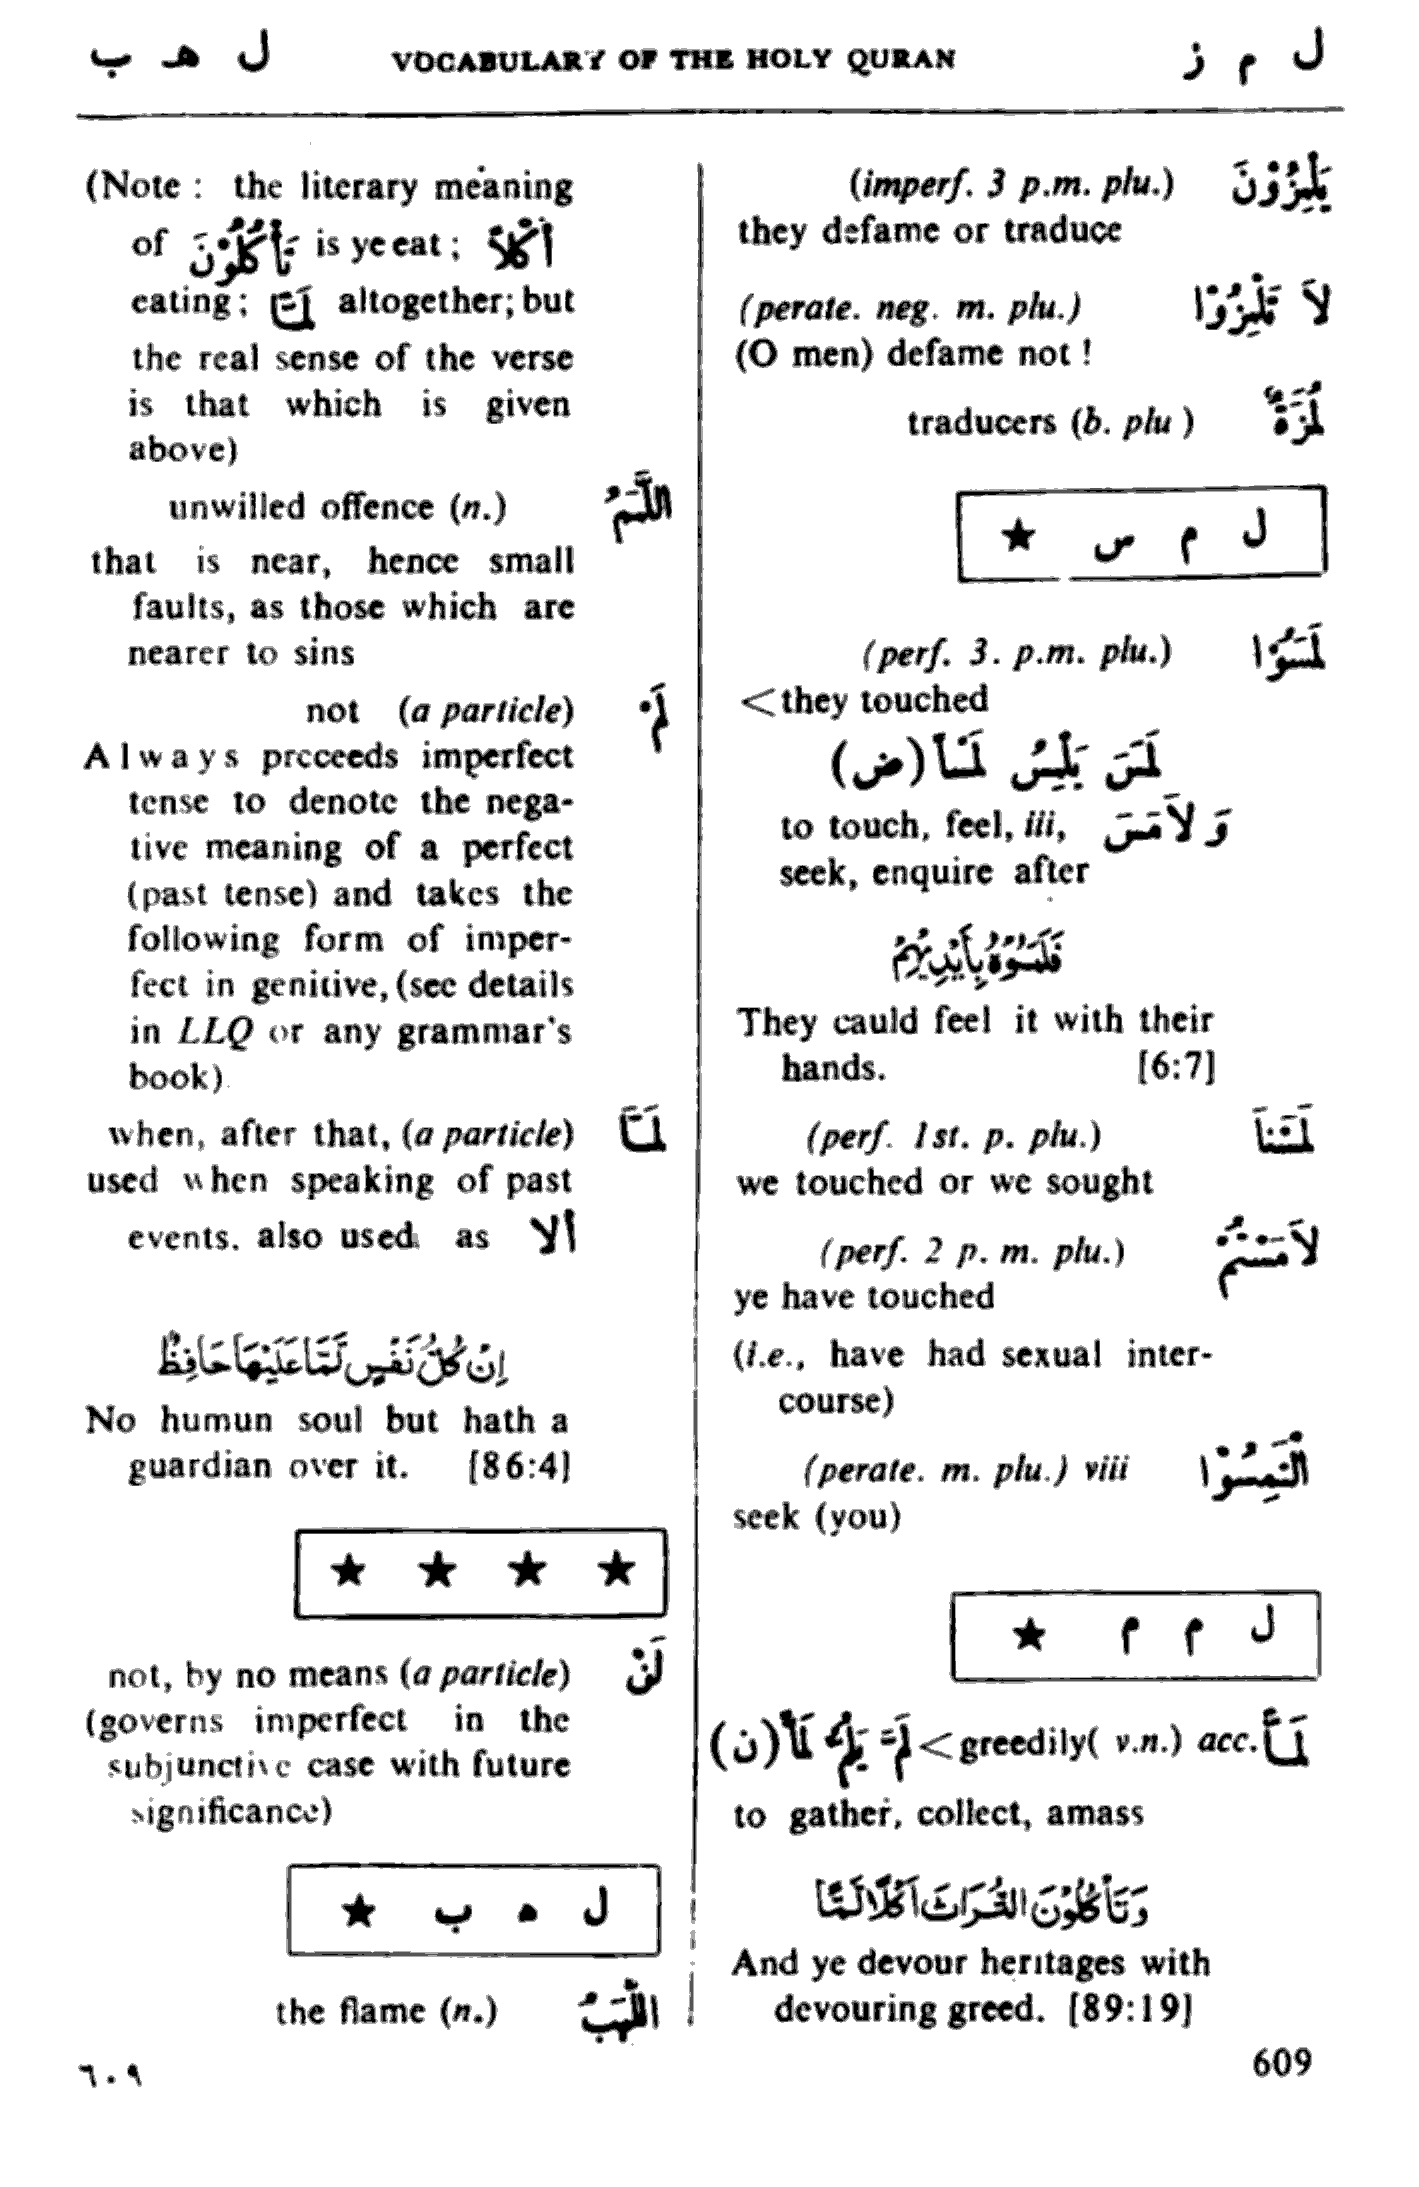 ل م ز VOCABULARY OF THE HOLY QURAN ل هـ ب
يَلْمِزُوْنَ (imperf. 3 p.m. plu.)
they defame or traduce
لَا تَلْمِزُوْا (perate. neg. m. plu.)
(O men) defame not !
لُمَزَةٌ traducers (b. plu )
ل م س ★
لَمَسُوْا (perf. 3. p.m. plu.)
<they touched
لَمَسَ يَلْمِسُ لَمْسًا (ض)
to touch, feel, iii, وَ لَامَسَ
seek, enquire after
فَلَمَسُوْهُ بِأَيْدِيْهِمْ
They cauld feel it with their
hands. [6:7]
لَمَسْنَا (perf. 1st. p. plu.)
we touched or we sought
لَامَسْتُمْ (perf. 2 p. m. plu.)
ye have touched
(i.e., have had sexual inter-
course)
الْتَمِسُوْا (perate. m. plu.) viii
seek (you)
ل م م ★
لَمًّا greedily( v.n.) acc.< لَمَّ يَلُمُّ لَمًّا (ن)
to gather, collect, amass
وَتَأْكُلُوْنَ التُّرَاثَ اَكْلًا لَّمًّا
And ye devour heritages with
devouring greed. [89:19]
(Note : the literary meaning
of تَأْكُلُوْنَ is ye eat ; أَكْلًا
eating ; لَمًّا altogether; but
the real sense of the verse
is that which is given
above)
اللَّمَمُ unwilled offence (n.)
that is near, hence small
faults, as those which are
nearer to sins
لَمْ not (a particle)
Always preceeds imperfect
tense to denote the nega-
tive meaning of a perfect
(past tense) and takes the
following form of imper-
fect in genitive, (see details
in LLQ or any grammar's
book)
لَمَّا when, after that, (a particle)
used when speaking of past
events. also used as ألا
اِنْ كُلُّ نَفْسٍ لَّمَّا عَلَيْهَا حَافِظٌ
No humun soul but hath a
guardian over it. [86:4]
★ ★ ★ ★
لَنْ not, by no means (a particle)
(governs imperfect in the
subjunctive case with future
significance)
ل ه ب ★
اللَّهَبُ the flame (n.)
٦٠٩ 609